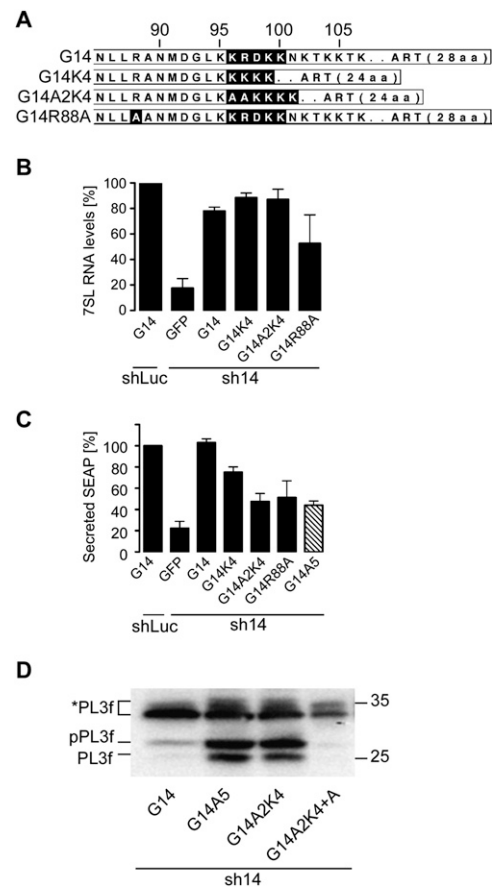 A
90 95 100 105
G14 NLLRANMDGLKKRDKKNKTKKTK..ART(28aa)
G14K4 NLLRANMDGLKKKKK..ART(24aa)
G14A2K4 NLLRANMDGLKAAKKKK..ART(24aa)
G14R88A NLLAANMDGLKKRDKKNKTKKTK..ART(28aa)
B
7SL RNA levels [%]
100
80
60
40
20
0
G14 GFP G14 G14K4 G14A2K4 G14R88A
shLuc sh14
C
Secreted SEAP [%]
100
80
60
40
20
0
G14 GFP G14 G14K4 G14A2K4 G14R88A G14A5
shLuc sh14
D
*PL3f 35
pPL3f
PL3f 25
G14 G14A5 G14A2K4 G14A2K4+A
sh14